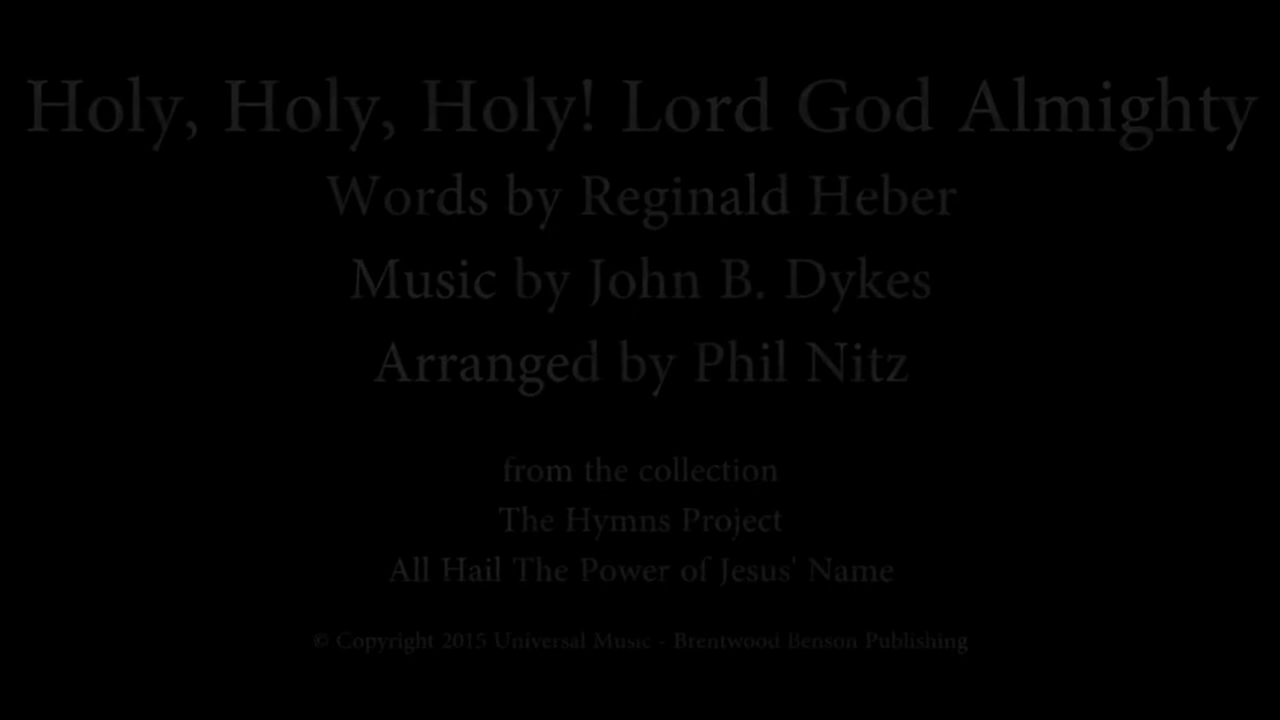 Holy, Holy, Holy! Lord God Almighty
Words by Reginald Heber
Music by John B. Dykes
Arranged by Phil Nitz
from the collection
The Hymns Project
All Hail The Power of Jesus' Name
© Copyright 2015 Universal Music - Brentwood Benson Publishing